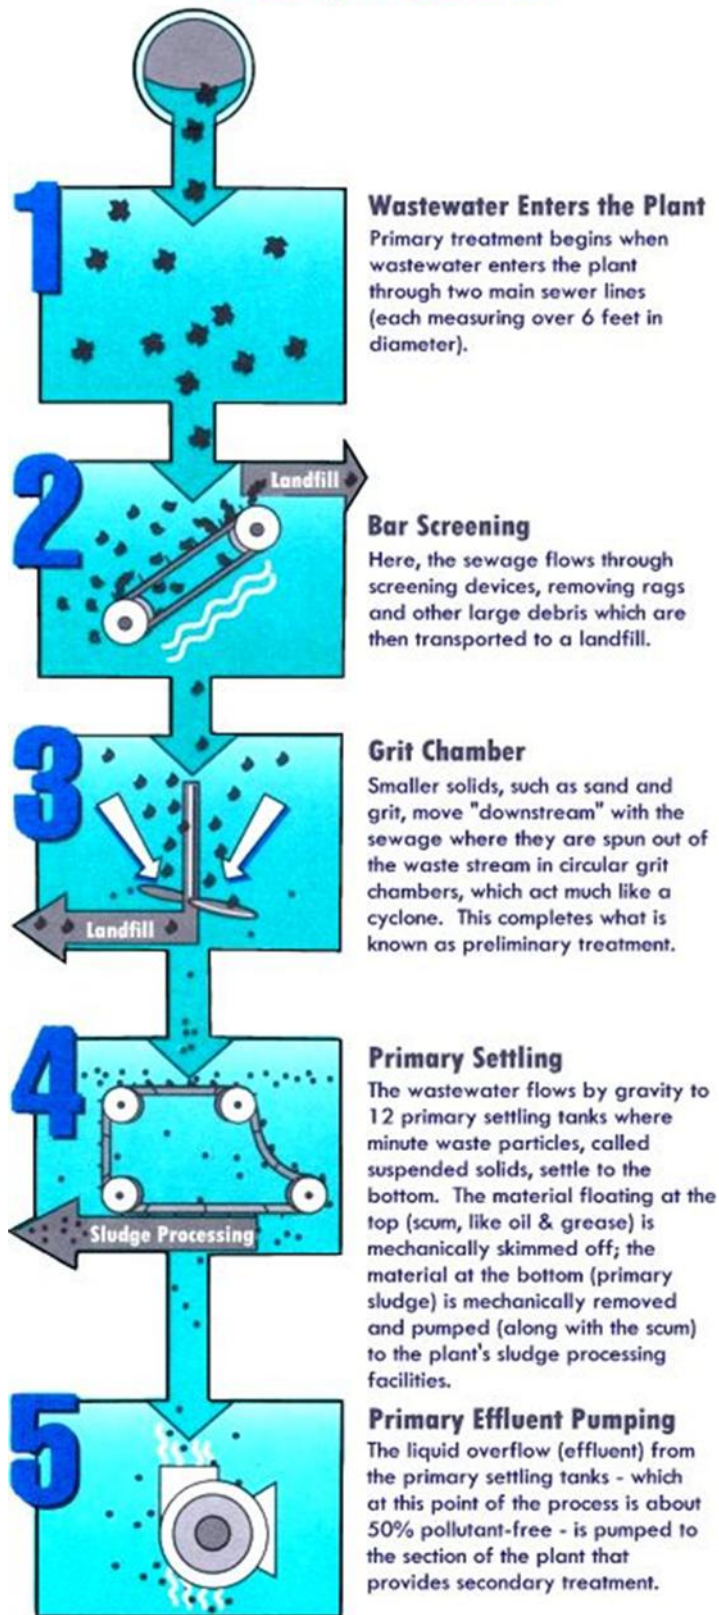 1
Wastewater Enters the Plant
Primary treatment begins when
wastewater enters the plant
through two main sewer lines
(each measuring over 6 feet in
diameter).
2
Landfill
Bar Screening
Here, the sewage flows through
screening devices, removing rags
and other large debris which are
then transported to a landfill.
3
Landfill
Grit Chamber
Smaller solids, such as sand and
grit, move "downstream" with the
sewage where they are spun out of
the waste stream in circular grit
chambers, which act much like a
cyclone. This completes what is
known as preliminary treatment.
4
Sludge Processing
Primary Settling
The wastewater flows by gravity to
12 primary settling tanks where
minute waste particles, called
suspended solids, settle to the
bottom. The material floating at the
top (scum, like oil & grease) is
mechanically skimmed off; the
material at the bottom (primary
sludge) is mechanically removed
and pumped (along with the scum)
to the plant's sludge processing
facilities.
5
Primary Effluent Pumping
The liquid overflow (effluent) from
the primary settling tanks - which
at this point of the process is about
50% pollutant-free - is pumped to
the section of the plant that
provides secondary treatment.